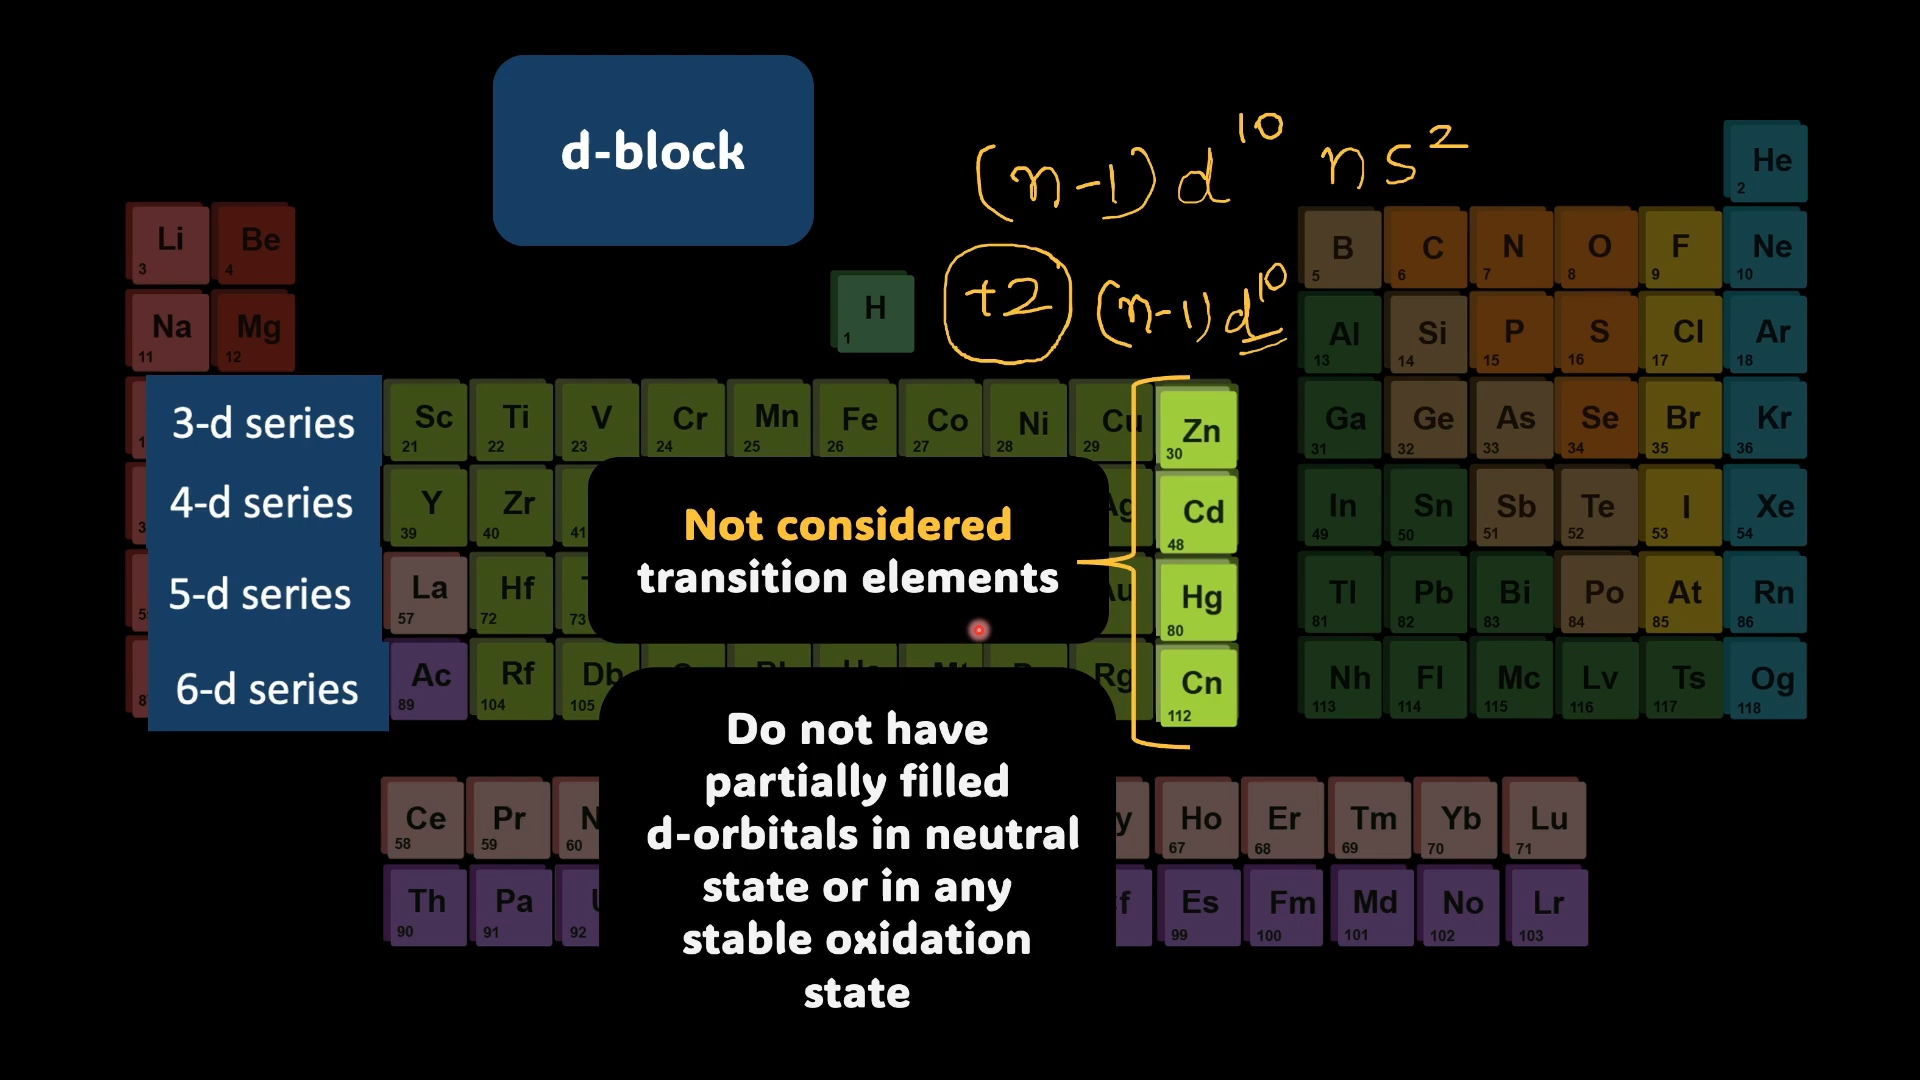 d-block
(n-1)d¹⁰ ns²
+2 (n-1)d¹⁰
He 2
Li 3 Be 4
B 5 C 6 N 7 O 8 F 9 Ne 10
H 1
Na 11 Mg 12
Al 13 Si 14 P 15 S 16 Cl 17 Ar 18
3-d series
Sc 21 Ti 22 V 23 Cr 24 Mn 25 Fe 26 Co 27 Ni 28 Cu 29 Zn 30
Ga 31 Ge 32 As 33 Se 34 Br 35 Kr 36
4-d series
Y 39 Zr 40 41 Ag Cd 48
In 49 Sn 50 Sb 51 Te 52 I 53 Xe 54
Not considered
transition elements
5-d series
La 57 Hf 72 73 Au Hg 80
Tl 81 Pb 82 Bi 83 Po 84 At 85 Rn 86
6-d series
Ac 89 Rf 104 Db 105 Rg Cn 112
Nh 113 Fl 114 Mc 115 Lv 116 Ts 117 Og 118
Do not have
partially filled
d-orbitals in neutral
state or in any
stable oxidation
state
Ce 58 Pr 59 N 60 y Ho 67 Er 68 Tm 69 Yb 70 Lu 71
Th 90 Pa 91 92 f Es 99 Fm 100 Md 101 No 102 Lr 103